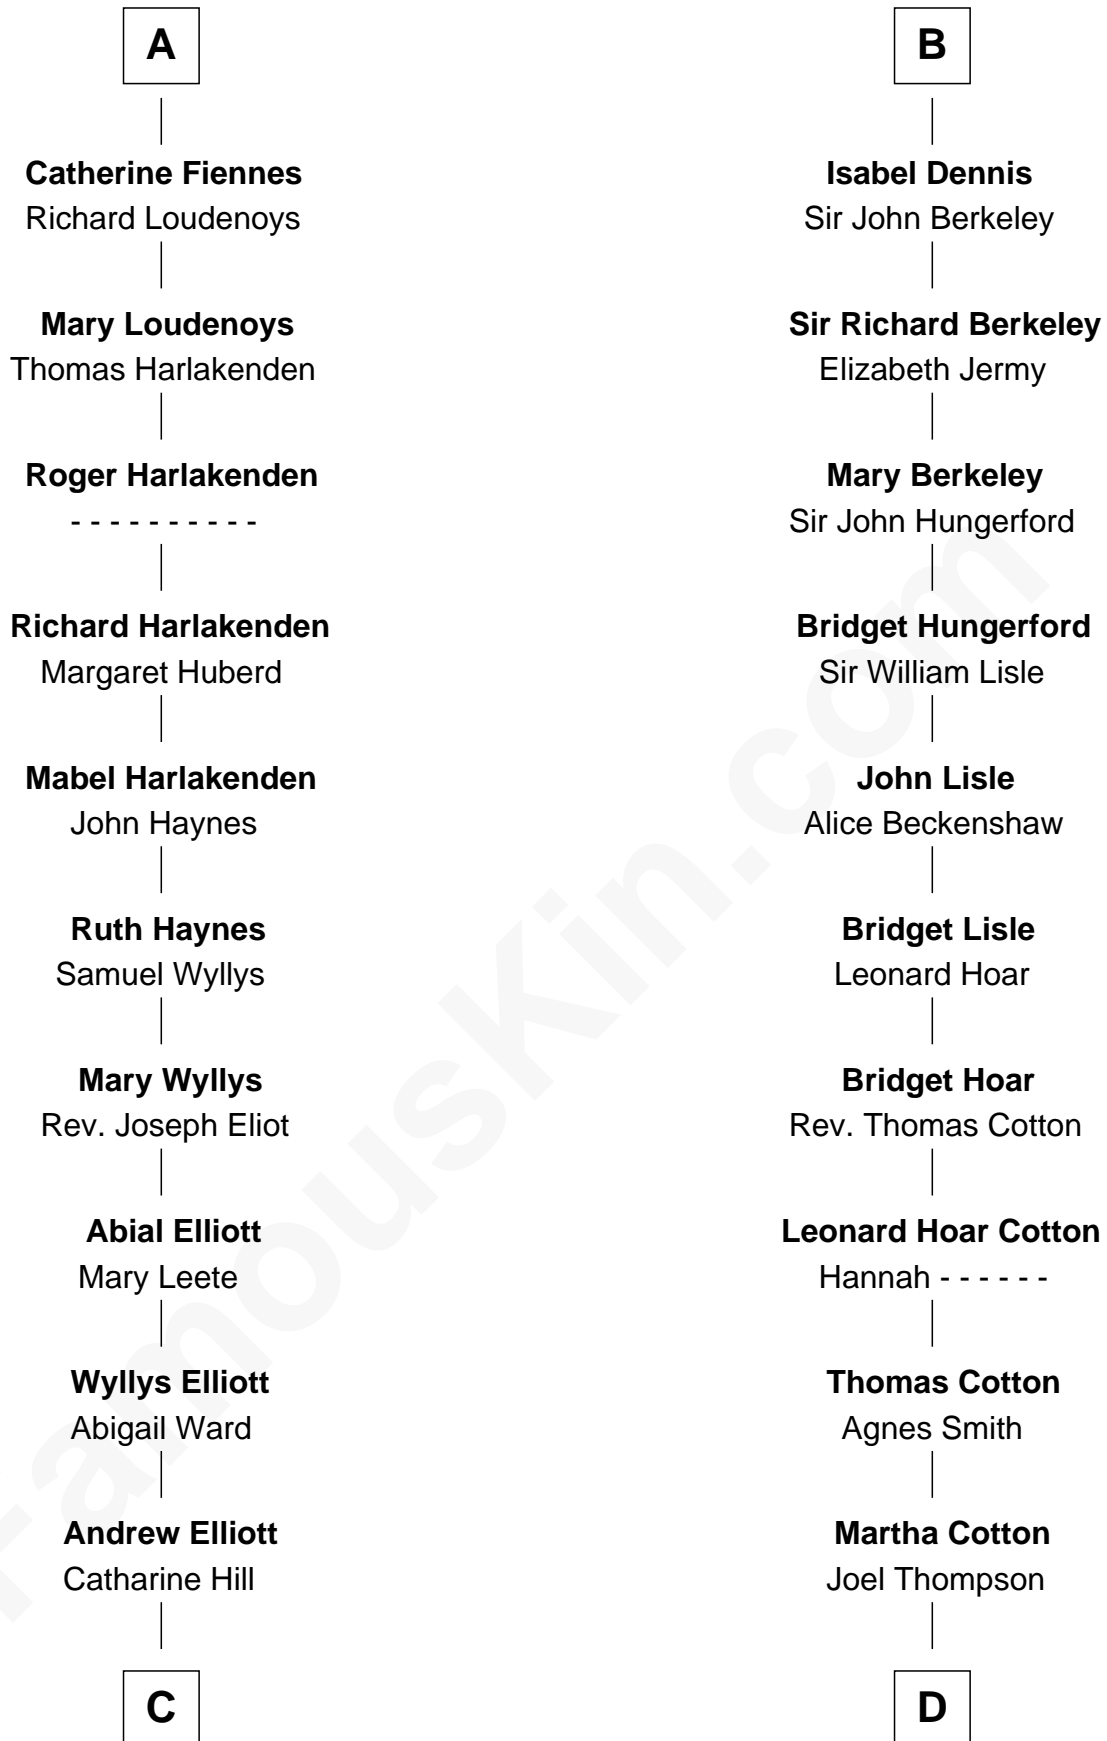 A
Catherine Fiennes
Richard Loudenoys
Mary Loudenoys
Thomas Harlakenden
Roger Harlakenden
- - - - - - - - - -
Richard Harlakenden
Margaret Huberd
Mabel Harlakenden
John Haynes
Ruth Haynes
Samuel Wyllys
Mary Wyllys
Rev. Joseph Eliot
Abial Elliott
Mary Leete
Wyllys Elliott
Abigail Ward
Andrew Elliott
Catharine Hill
C
B
Isabel Dennis
Sir John Berkeley
Sir Richard Berkeley
Elizabeth Jermy
Mary Berkeley
Sir John Hungerford
Bridget Hungerford
Sir William Lisle
John Lisle
Alice Beckenshaw
Bridget Lisle
Leonard Hoar
Bridget Hoar
Rev. Thomas Cotton
Leonard Hoar Cotton
Hannah - - - - - -
Thomas Cotton
Agnes Smith
Martha Cotton
Joel Thompson
D
FamousKin.com